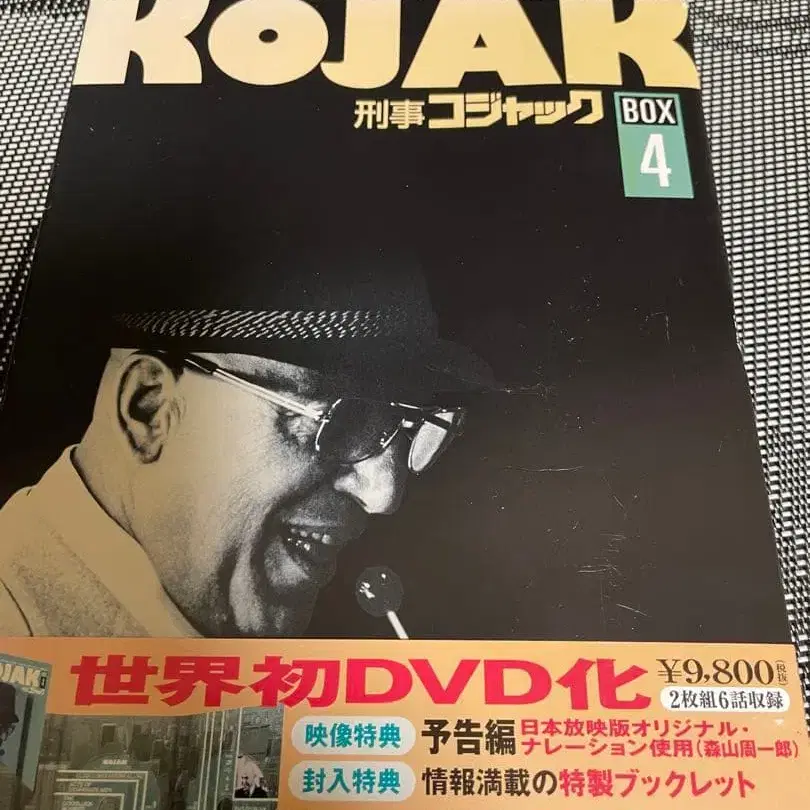 KOJAK
刑事コジャック
BOX
4
世界初DVD化
¥9,800(税抜)
2枚組6話収録
映像特典 予告編 日本放映版オリジナル・
ナレーション使用(森山周一郎)
封入特典 情報満載の特製ブックレット